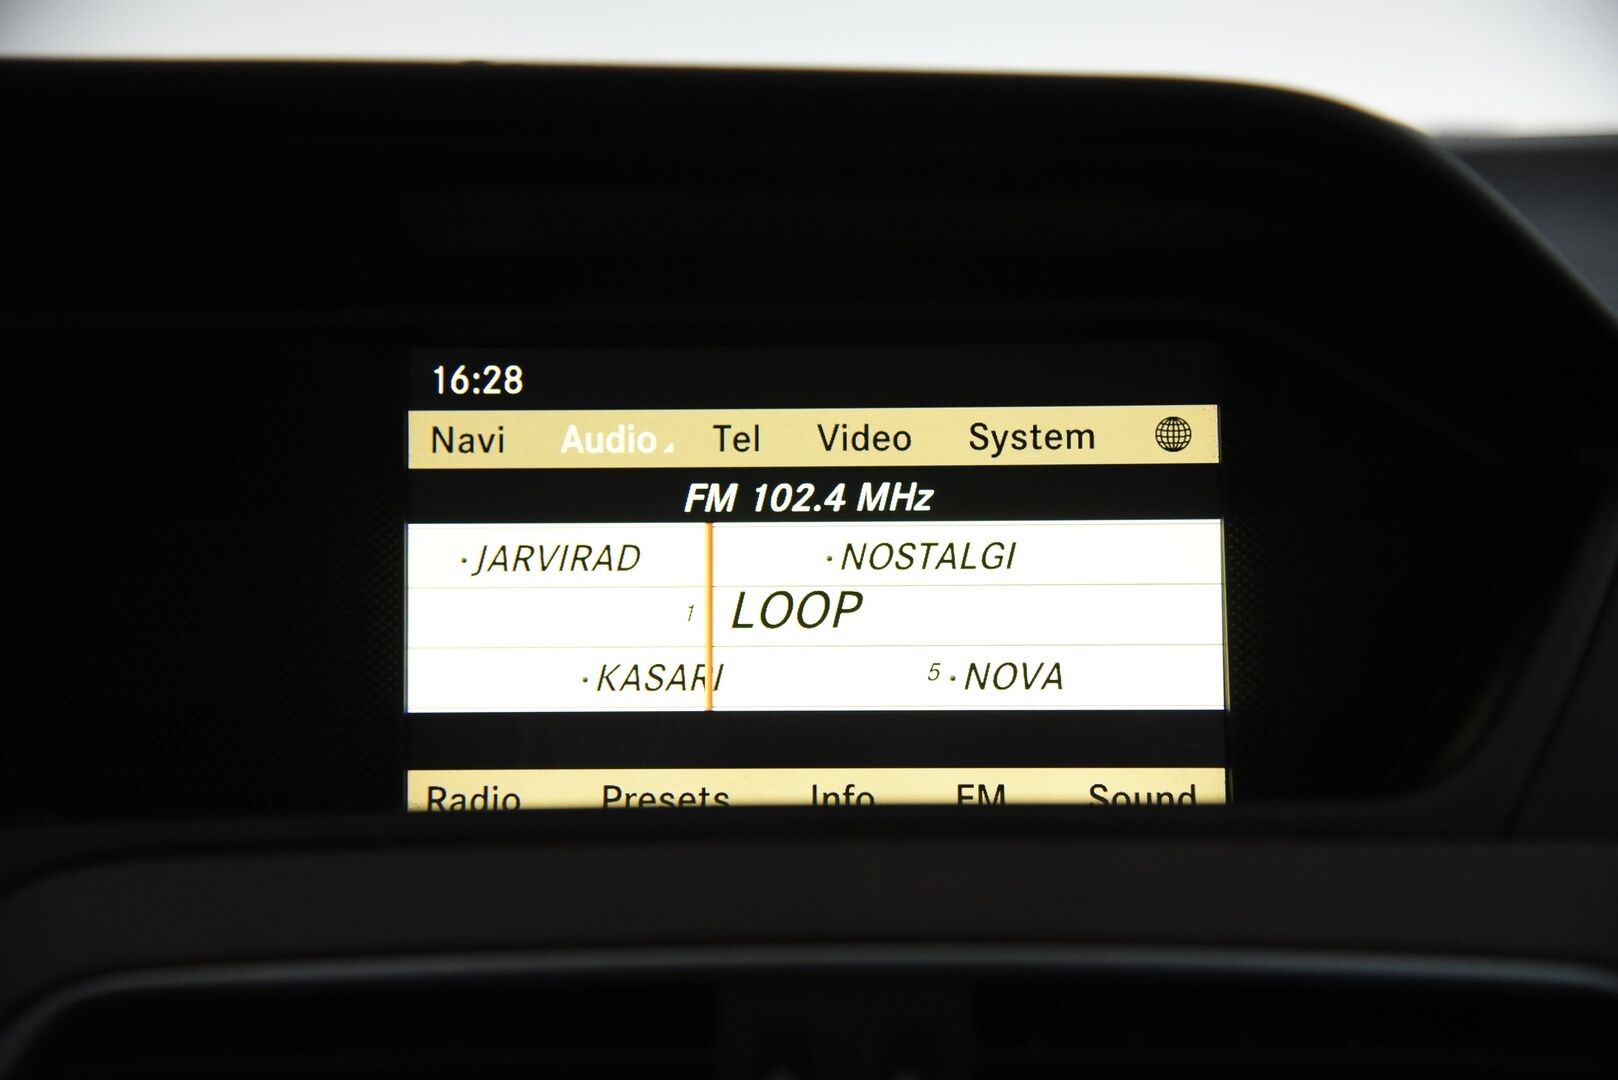 16:28
Navi Audio Tel Video System
FM 102.4 MHz
·JARVIRAD ·NOSTALGI
1 LOOP
·KASARI 5·NOVA
Radio Presets Info FM Sound